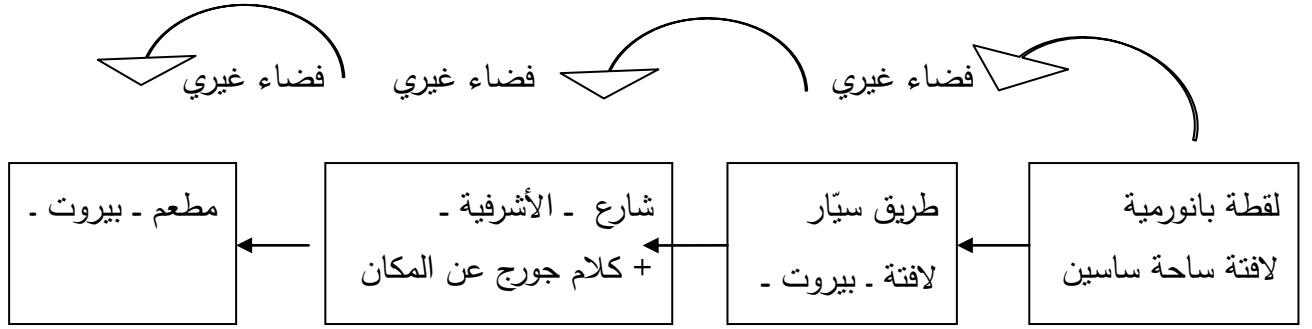 فضاء غيري
فضاء غيري
فضاء غيري
لقطة بانورمية
لافتة ساحة ساسين
طريق سيّار
لافتة ـ بيروت ـ
شارع ـ الأشرفية ـ
+ كلام جورج عن المكان
مطعم ـ بيروت ـ